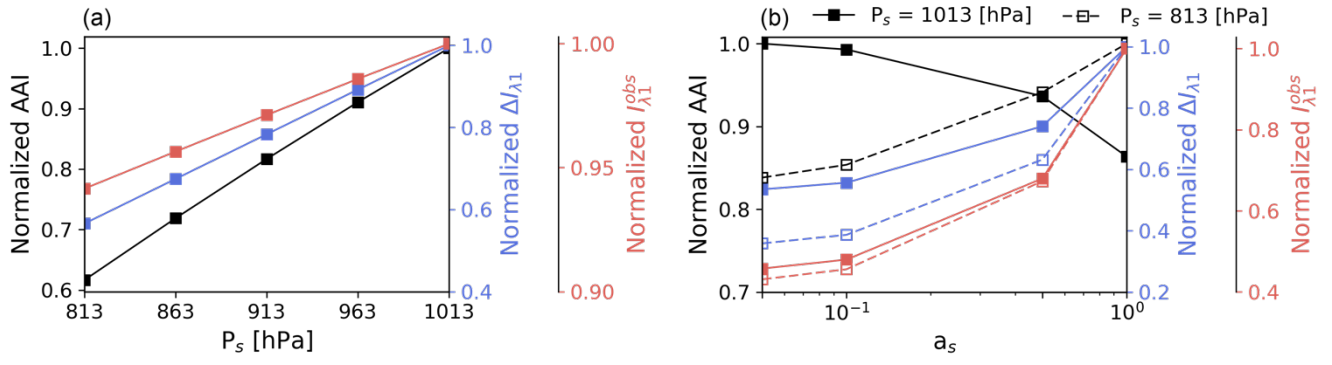 (a)
Normalized AAI
1.0
0.9
0.8
0.7
0.6
813 863 913 963 1013
P_s [hPa]
1.0
0.8
0.6
0.4
Normalized ΔI_λ1
1.00
0.95
0.90
Normalized I_λ1^obs
(b)
P_s = 1013 [hPa] P_s = 813 [hPa]
Normalized AAI
1.0
0.9
0.8
0.7
10^−1 10^0
a_s
1.0
0.8
0.6
0.4
0.2
Normalized ΔI_λ1
1.0
0.8
0.6
0.4
Normalized I_λ1^obs